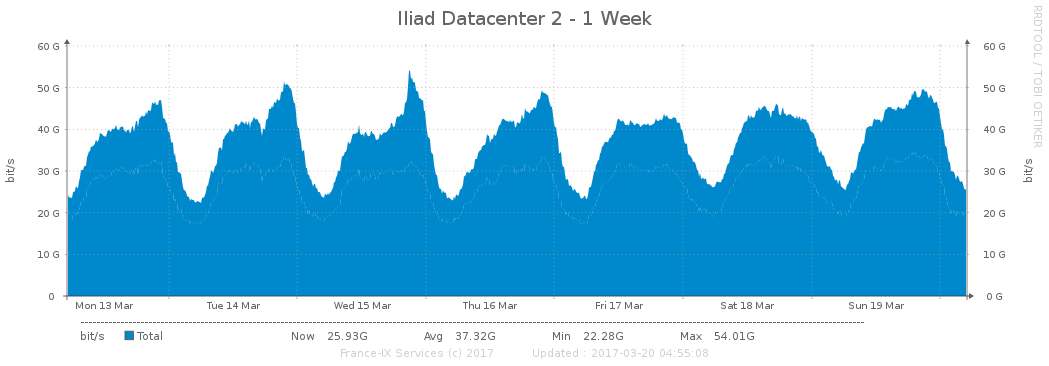 Iliad Datacenter 2 - 1 Week
RRDTOOL / TOBI OETIKER
60 G 60 G
50 G 50 G
40 G 40 G
30 G 30 G
20 G 20 G
10 G 10 G
0 0 G
bit/s
bit/s
Mon 13 Mar Tue 14 Mar Wed 15 Mar Thu 16 Mar Fri 17 Mar Sat 18 Mar Sun 19 Mar
bit/s Total Now 25.93G Avg 37.32G Min 22.28G Max 54.01G
France-IX Services (c) 2017 Updated : 2017-03-20 04:55:08